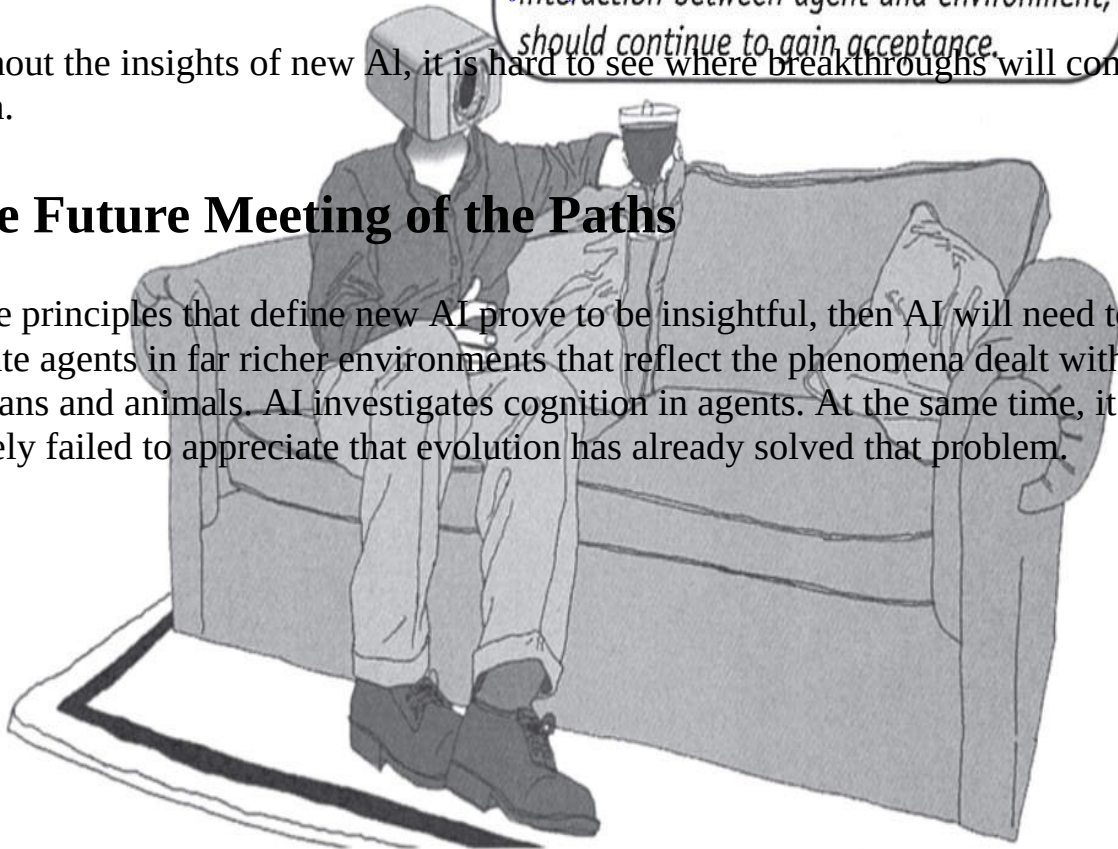 interaction between agent and environment,
should continue to gain acceptance.
hout the insights of new AI, it is hard to see where breakthroughs will con
n.
e Future Meeting of the Paths
e principles that define new AI prove to be insightful, then AI will need to
te agents in far richer environments that reflect the phenomena dealt with
ans and animals. AI investigates cognition in agents. At the same time, it
ely failed to appreciate that evolution has already solved that problem.